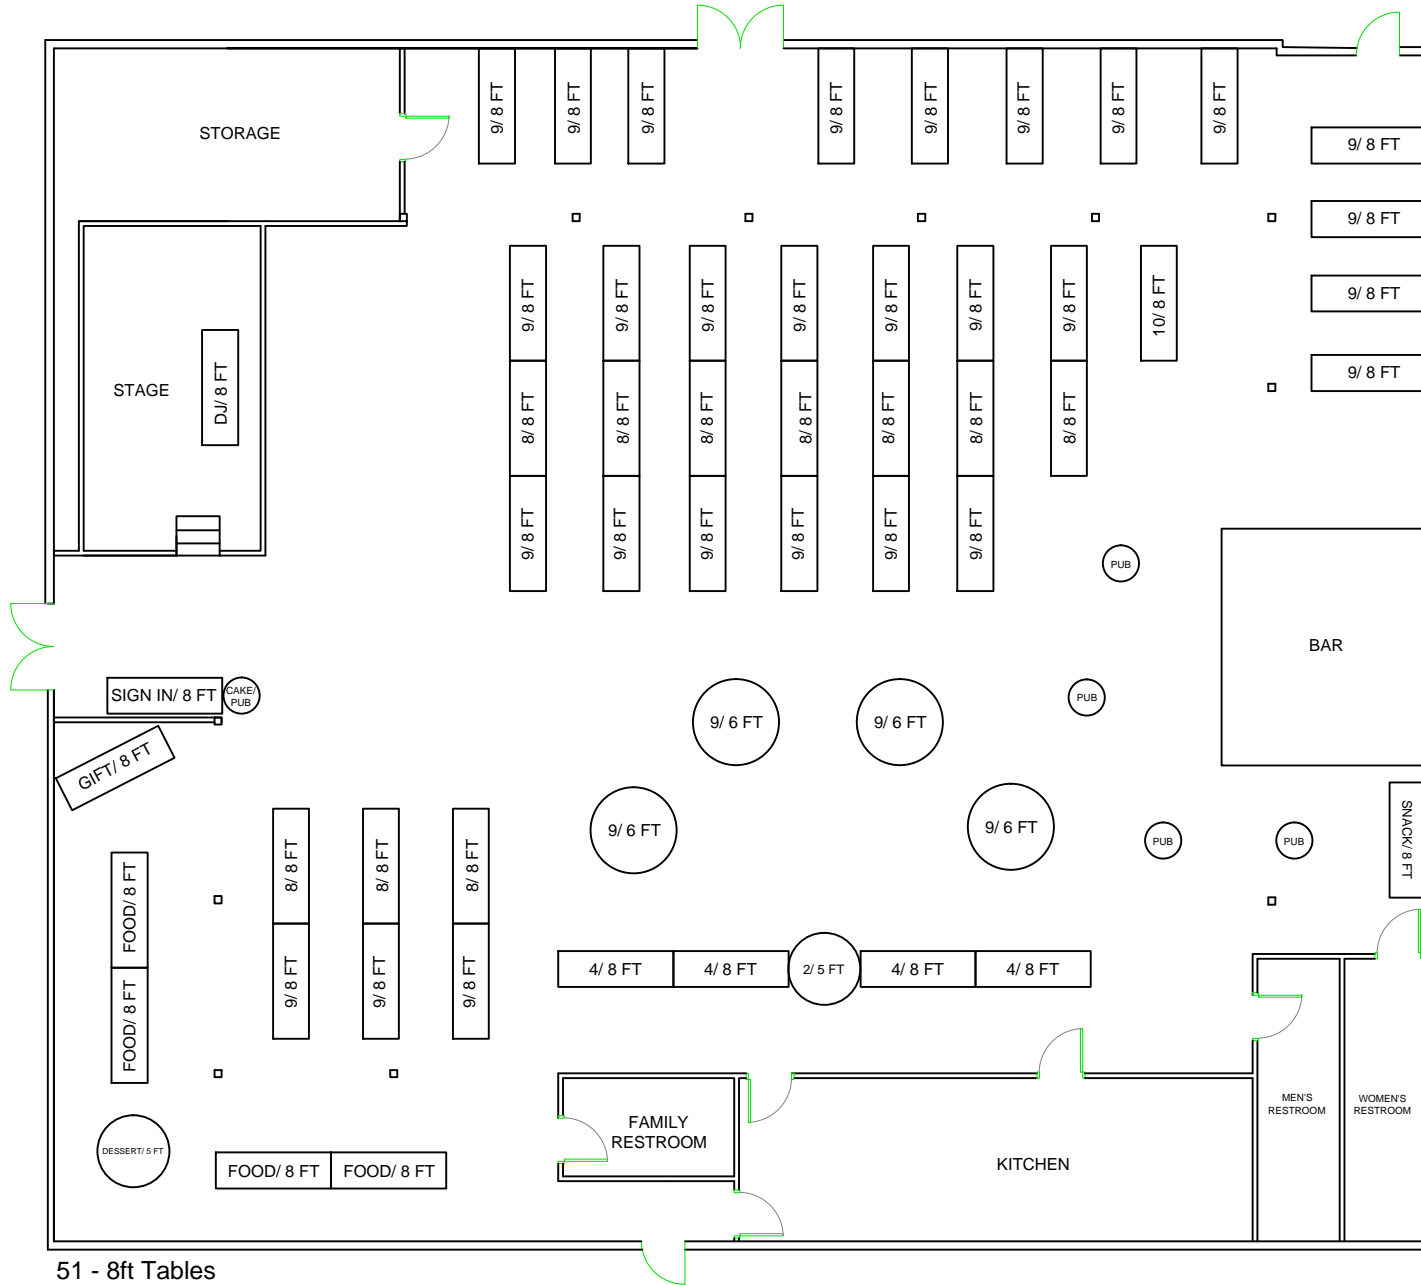 9/ 8 FT
9/ 8 FT
9/ 8 FT
9/ 8 FT
9/ 8 FT
9/ 8 FT
9/ 8 FT
9/ 8 FT
STORAGE
9/ 8 FT
9/ 8 FT
9/ 8 FT
9/ 8 FT
9/ 8 FT
9/ 8 FT
9/ 8 FT
9/ 8 FT
9/ 8 FT
9/ 8 FT
9/ 8 FT
10/ 8 FT
STAGE
DJ/ 8 FT
8/ 8 FT
8/ 8 FT
8/ 8 FT
8/ 8 FT
8/ 8 FT
8/ 8 FT
8/ 8 FT
9/ 8 FT
9/ 8 FT
9/ 8 FT
9/ 8 FT
9/ 8 FT
9/ 8 FT
PUB
BAR
SIGN IN/ 8 FT
CAKE/
PUB
PUB
9/ 6 FT
9/ 6 FT
GIFT/ 8 FT
9/ 6 FT
9/ 6 FT
PUB
PUB
SNACK/ 8 FT
8/ 8 FT
8/ 8 FT
8/ 8 FT
FOOD/ 8 FT
9/ 8 FT
9/ 8 FT
9/ 8 FT
FOOD/ 8 FT
4/ 8 FT
4/ 8 FT
2/ 5 FT
4/ 8 FT
4/ 8 FT
MEN'S
RESTROOM
WOMEN'S
RESTROOM
FAMILY
RESTROOM
DESSERT/ 5 FT
FOOD/ 8 FT
FOOD/ 8 FT
KITCHEN
51 - 8ft Tables